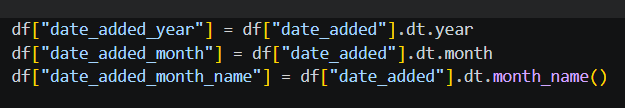 df["date_added_year"] = df["date_added"].dt.year
df["date_added_month"] = df["date_added"].dt.month
df["date_added_month_name"] = df["date_added"].dt.month_name()